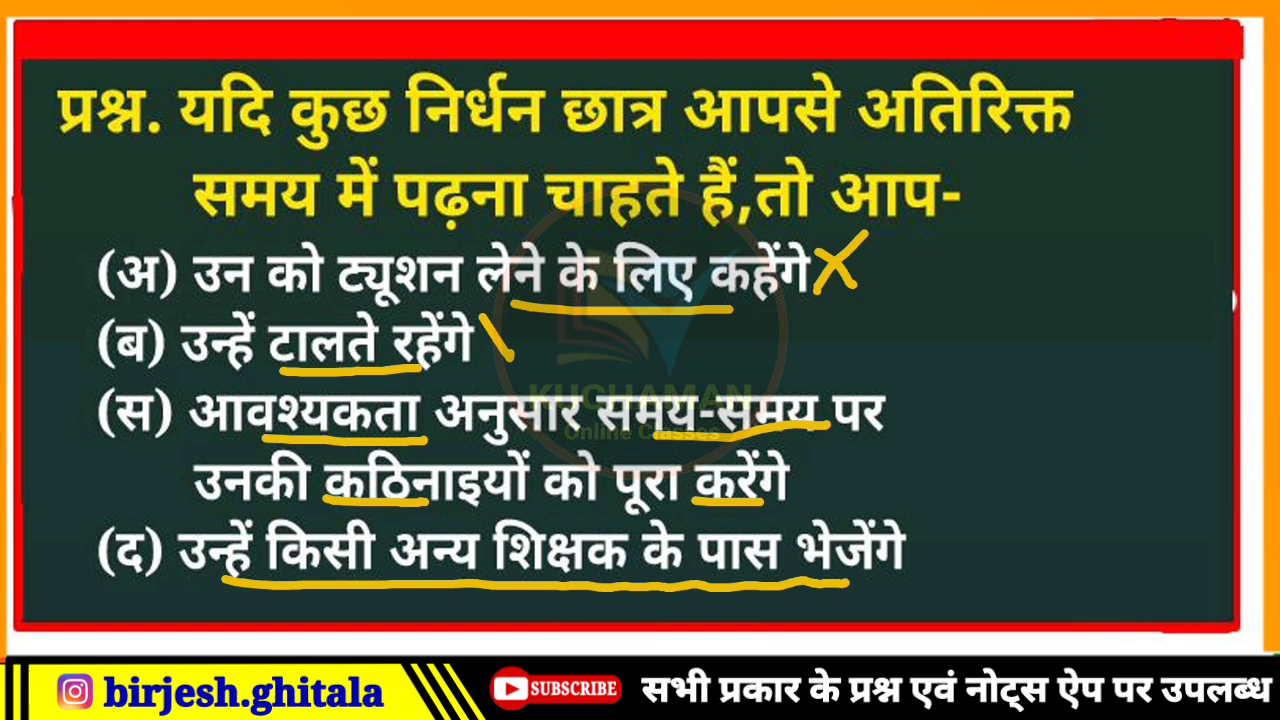 प्रश्न. यदि कुछ निर्धन छात्र आपसे अतिरिक्त
समय में पढ़ना चाहते हैं,तो आप-
(अ) उन को ट्यूशन लेने के लिए कहेंगे
(ब) उन्हें टालते रहेंगे
(स) आवश्यकता अनुसार समय-समय पर
उनकी कठिनाइयों को पूरा करेंगे
(द) उन्हें किसी अन्य शिक्षक के पास भेजेंगे
KUCHAMAN
Online Classes
birjesh.ghitala
SUBSCRIBE
सभी प्रकार के प्रश्न एवं नोट्स ऐप पर उपलब्ध